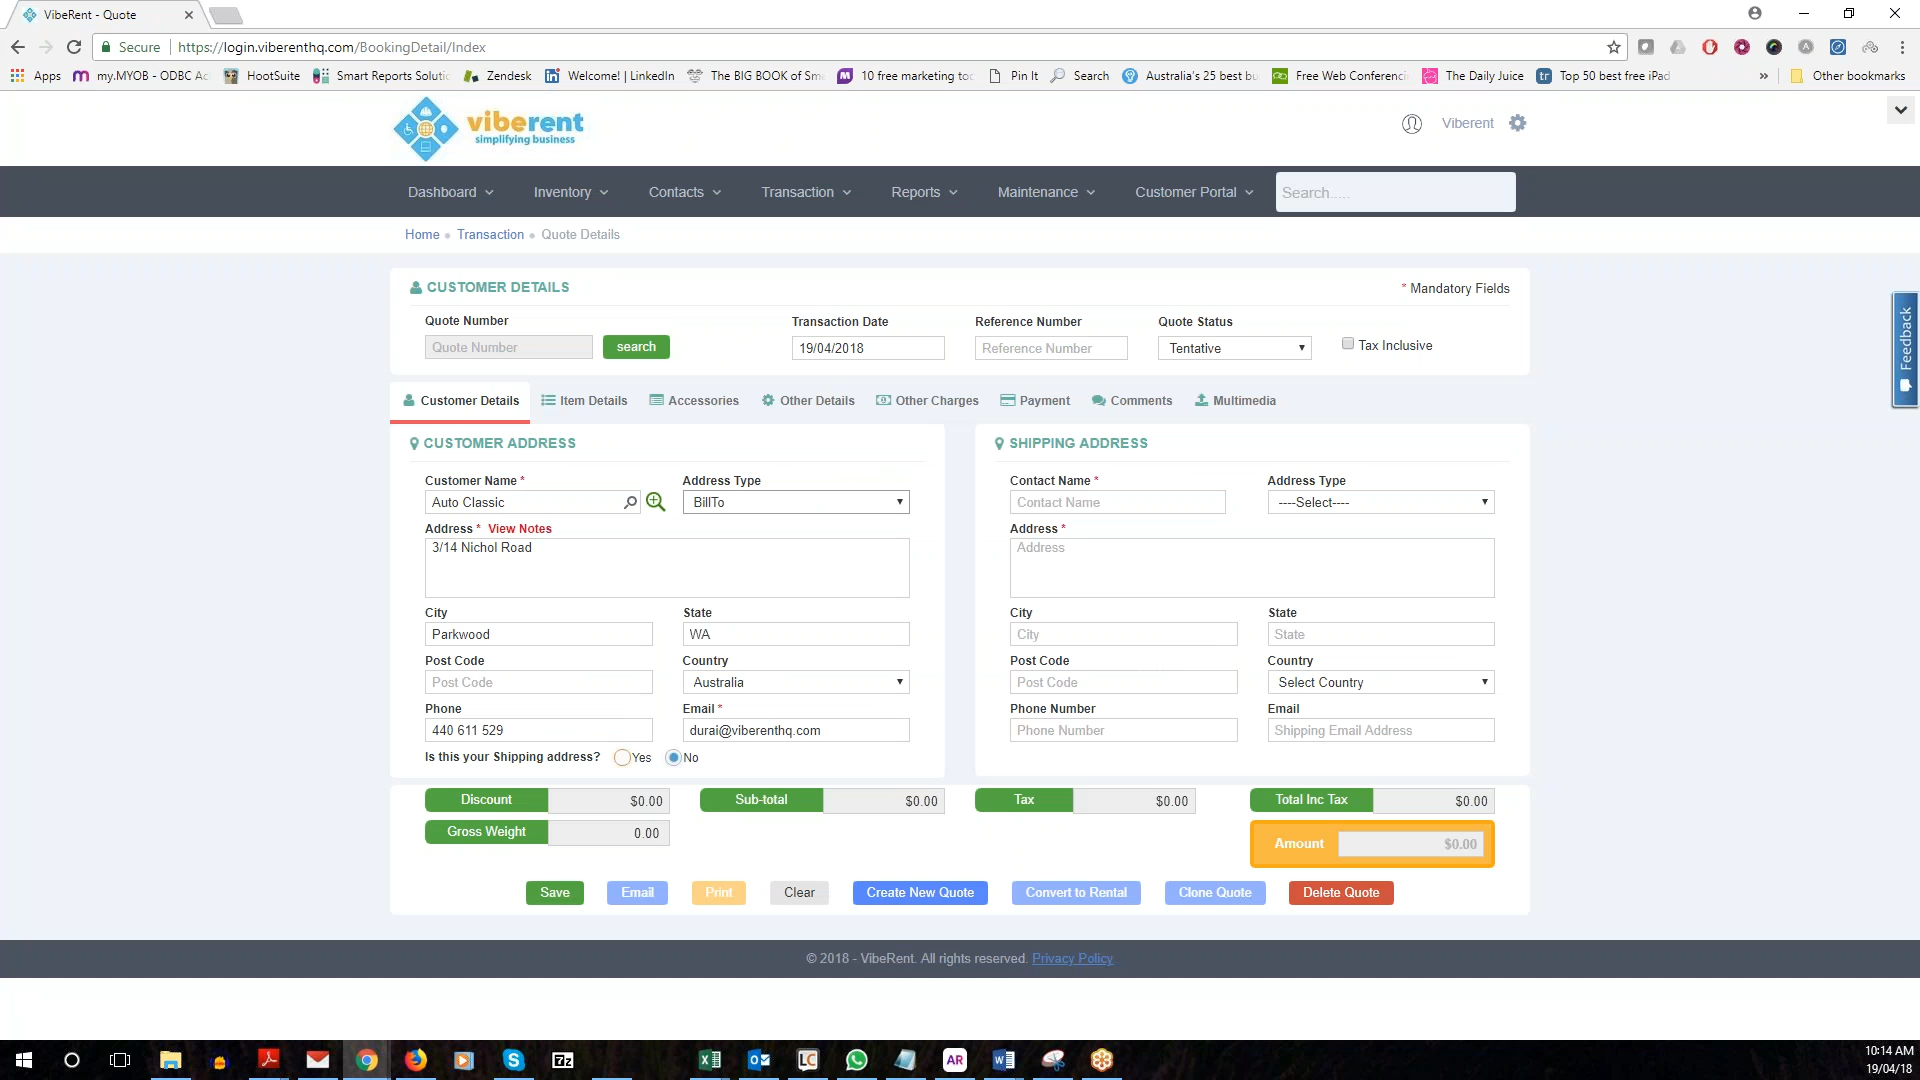 VibeRent - Quote
Secure https://login.viberenthq.com/BookingDetail/Index
Apps my.MYOB - ODBC Ac HootSuite Smart Reports Soluti Zendesk Welcome! | LinkedIn The BIG BOOK of Sm 10 free marketing toc Pin It Search Australia's 25 best bu Free Web Conferenci The Daily Juice Top 50 best free iPad » Other bookmarks
viberent
simplifying business
Viberent
Dashboard Inventory Contacts Transaction Reports Maintenance Customer Portal Search.....
Home Transaction Quote Details
CUSTOMER DETAILS * Mandatory Fields
Quote Number Transaction Date Reference Number Quote Status
Quote Number search 19/04/2018 Reference Number Tentative Tax Inclusive
Feedback
Customer Details Item Details Accessories Other Details Other Charges Payment Comments Multimedia
CUSTOMER ADDRESS
Customer Name * Address Type
Auto Classic BillTo
Address * View Notes
3/14 Nichol Road
City State
Parkwood WA
Post Code Country
Post Code Australia
Phone Email *
440 611 529 durai@viberenthq.com
Is this your Shipping address? Yes No
SHIPPING ADDRESS
Contact Name * Address Type
Contact Name ----Select----
Address *
Address
City State
City State
Post Code Country
Post Code Select Country
Phone Number Email
Phone Number Shipping Email Address
Discount $0.00 Sub-total $0.00 Tax $0.00 Total Inc Tax $0.00
Gross Weight 0.00 Amount $0.00
Save Email Print Clear Create New Quote Convert to Rental Clone Quote Delete Quote
© 2018 - VibeRent. All rights reserved. Privacy Policy
10:14 AM
19/04/18